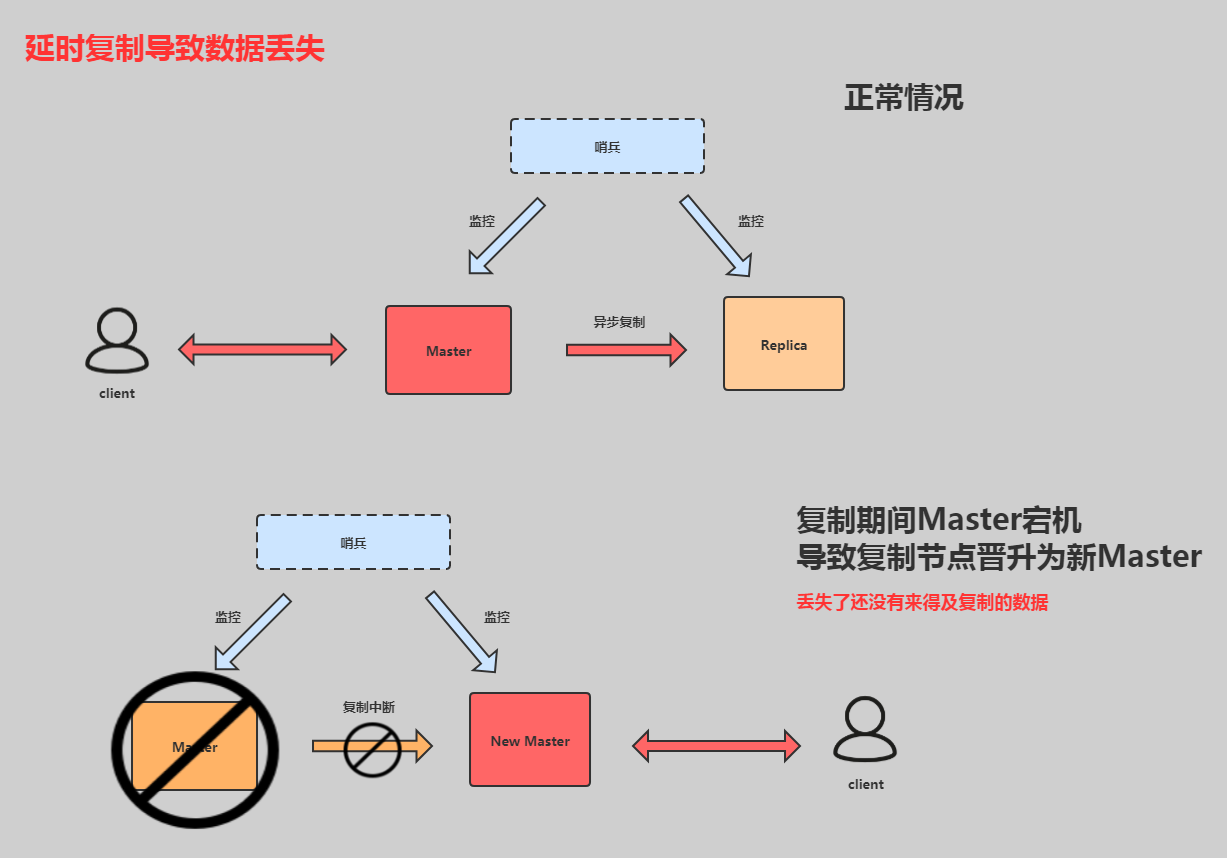 延时复制导致数据丢失
正常情况
哨兵
监控
监控
异步复制
Master
Replica
client
复制期间Master宕机
导致复制节点晋升为新Master
丢失了还没有来得及复制的数据
哨兵
监控
监控
复制中断
Master
New Master
client